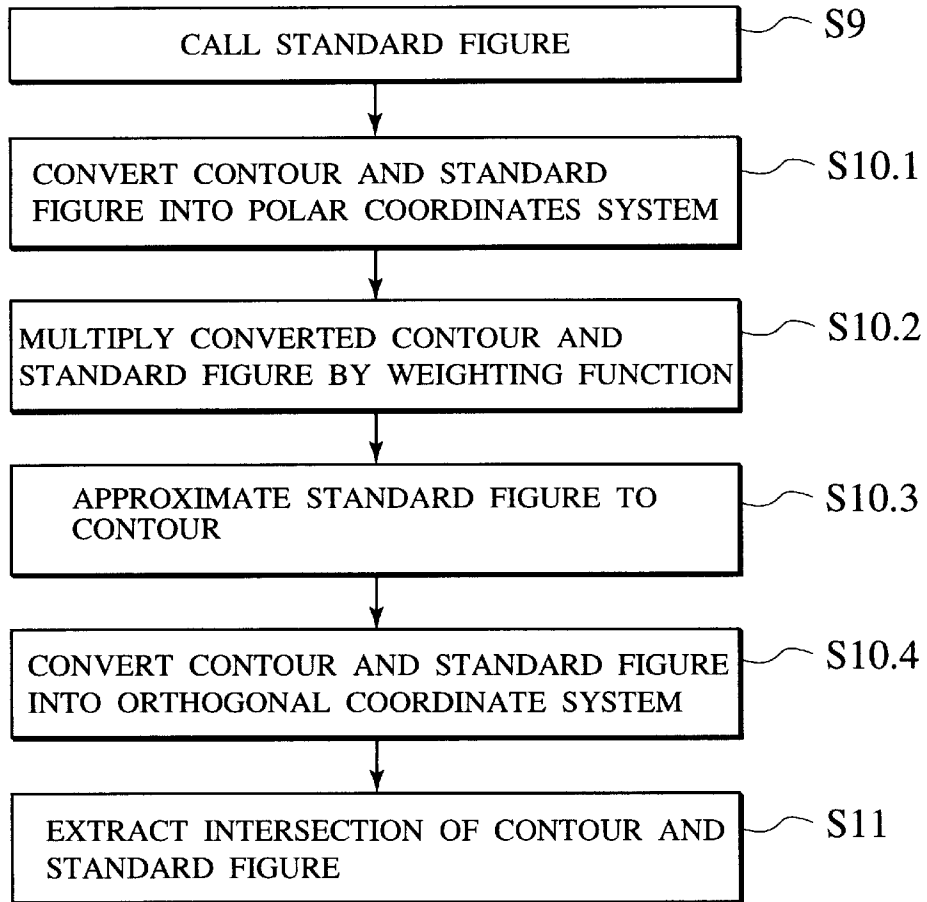 CALL STANDARD FIGURE
S9
CONVERT CONTOUR AND STANDARD
FIGURE INTO POLAR COORDINATES SYSTEM
S10.1
MULTIPLY CONVERTED CONTOUR AND
STANDARD FIGURE BY WEIGHTING FUNCTION
S10.2
APPROXIMATE STANDARD FIGURE TO
CONTOUR
S10.3
CONVERT CONTOUR AND STANDARD FIGURE
INTO ORTHOGONAL COORDINATE SYSTEM
S10.4
EXTRACT INTERSECTION OF CONTOUR AND
STANDARD FIGURE
S11